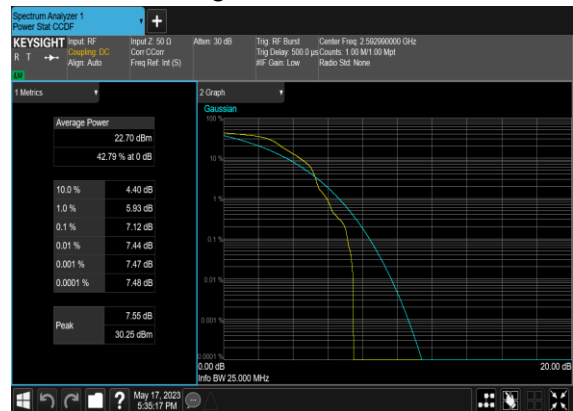 Spectrum Analyzer 1
Power Stat CCDF
+
KEYSIGHT
R T
LW
Input: RF
Coupling: DC
Align: Auto
Input Z: 50 Ω
Corr CCorr
Freq Ref: Int (S)
Atten: 30 dB
Trig: RF Burst
Trig Delay: 500.0 µs
#IF Gain: Low
Center Freq: 2.592990000 GHz
Counts: 1.00 M/1.00 Mpt
Radio Std: None
1 Metrics
Average Power
22.70 dBm
42.79 % at 0 dB
10.0 % 4.40 dB
1.0 % 5.93 dB
0.1 % 7.12 dB
0.01 % 7.44 dB
0.001 % 7.47 dB
0.0001 % 7.48 dB
Peak
7.55 dB
30.25 dBm
2 Graph
Gaussian
100 %
10 %
1 %
0.1 %
0.01 %
0.001 %
0.0001 %
0.00 dB 20.00 dB
Info BW 25.000 MHz
?
May 17, 2023
5:35:17 PM